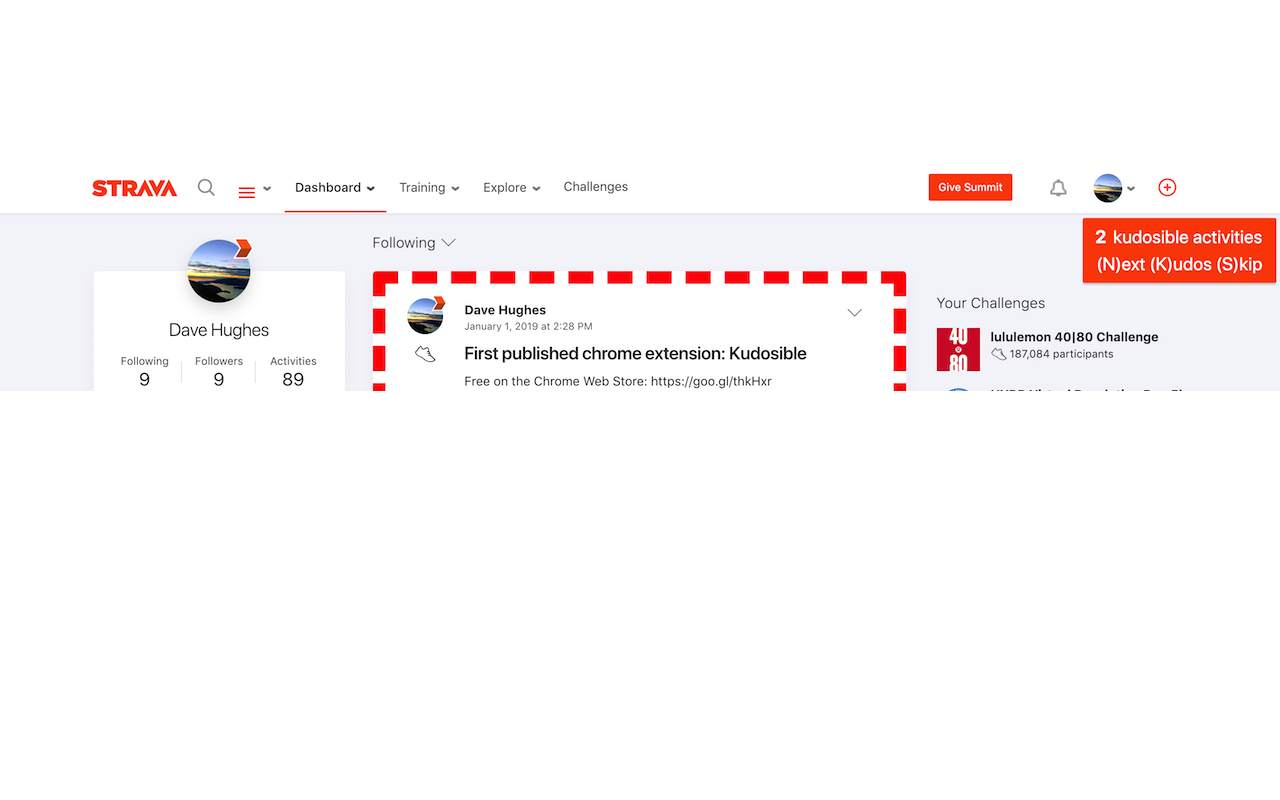 STRAVA
Dashboard
Training
Explore
Challenges
Give Summit
2 kudosible activities
(N)ext (K)udos (S)kip
Following
Dave Hughes
Following
9
Followers
9
Activities
89
Dave Hughes
January 1, 2019 at 2:28 PM
First published chrome extension: Kudosible
Free on the Chrome Web Store: https://goo.gl/thkHxr
Your Challenges
40
80
lululemon 40|80 Challenge
187,084 participants